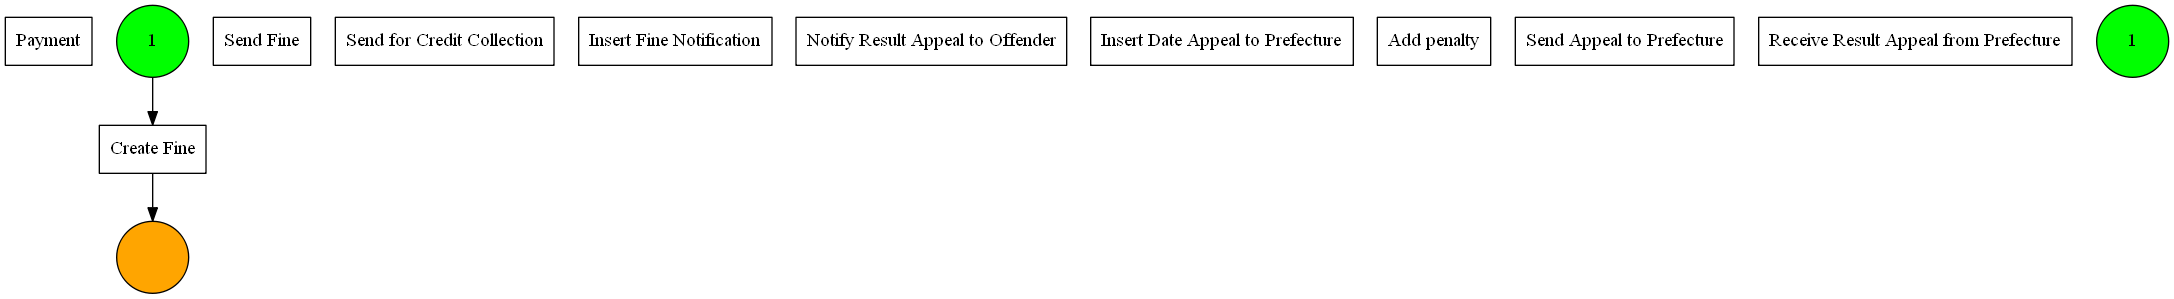 Payment
1
Send Fine
Send for Credit Collection
Insert Fine Notification
Notify Result Appeal to Offender
Insert Date Appeal to Prefecture
Add penalty
Send Appeal to Prefecture
Receive Result Appeal from Prefecture
1
Create Fine